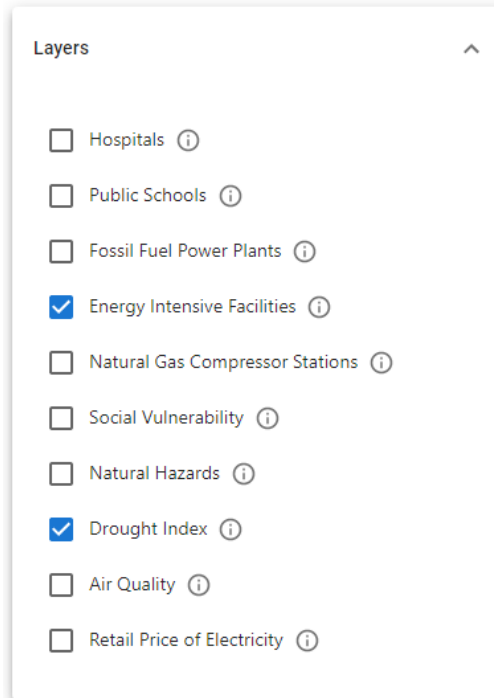 Layers
Hospitals
Public Schools
Fossil Fuel Power Plants
Energy Intensive Facilities
Natural Gas Compressor Stations
Social Vulnerability
Natural Hazards
Drought Index
Air Quality
Retail Price of Electricity